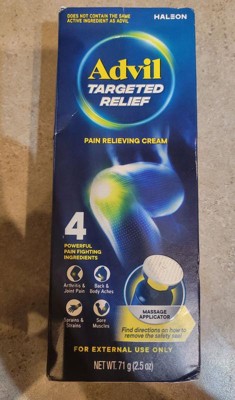 DOES NOT CONTAIN THE SAME
ACTIVE INGREDIENT AS ADVIL
HALEON
Advil
TARGETED
RELIEF
PAIN RELIEVING CREAM
4
POWERFUL
PAIN FIGHTING
INGREDIENTS
Arthritis &
Joint Pain
Back &
Body Aches
Sprains &
Strains
Sore
Muscles
MASSAGE
APPLICATOR
Find directions on how to
remove the safety seal
FOR EXTERNAL USE ONLY
NET WT. 71 g (2.5 oz)